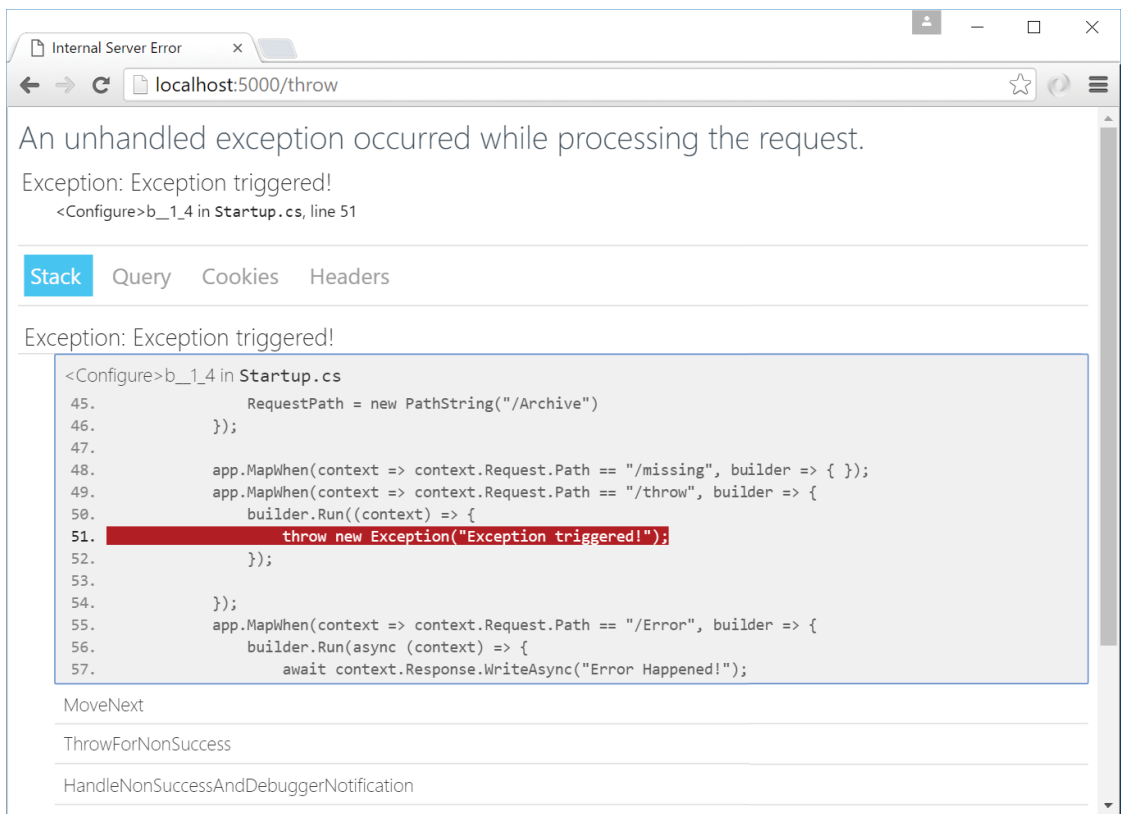 Internal Server Error
localhost:5000/throw
An unhandled exception occurred while processing the request.
Exception: Exception triggered!
<Configure>b__1_4 in Startup.cs, line 51
Stack Query Cookies Headers
Exception: Exception triggered!
<Configure>b__1_4 in Startup.cs
45. RequestPath = new PathString("/Archive")
46. });
47.
48. app.MapWhen(context => context.Request.Path == "/missing", builder => { });
49. app.MapWhen(context => context.Request.Path == "/throw", builder => {
50. builder.Run((context) => {
51. throw new Exception("Exception triggered!");
52. });
53.
54. });
55. app.MapWhen(context => context.Request.Path == "/Error", builder => {
56. builder.Run(async (context) => {
57. await context.Response.WriteAsync("Error Happened!");
MoveNext
ThrowForNonSuccess
HandleNonSuccessAndDebuggerNotification